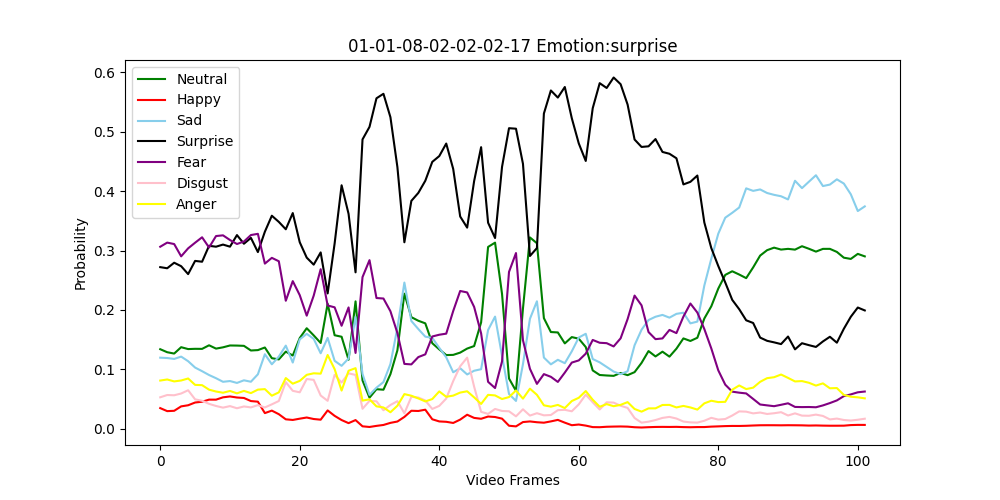 01-01-08-02-02-02-17 Emotion:surprise
Neutral
Happy
Sad
Surprise
Fear
Disgust
Anger
0.6
0.5
0.4
0.3
0.2
0.1
0.0
Probability
0 20 40 60 80 100
Video Frames